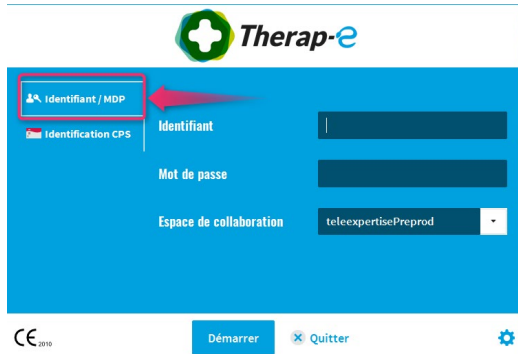 Therap-e
Identifiant / MDP
Identification CPS
Identifiant
Mot de passe
Espace de collaboration
teleexpertisePreprod
CE 2010
Démarrer
Quitter